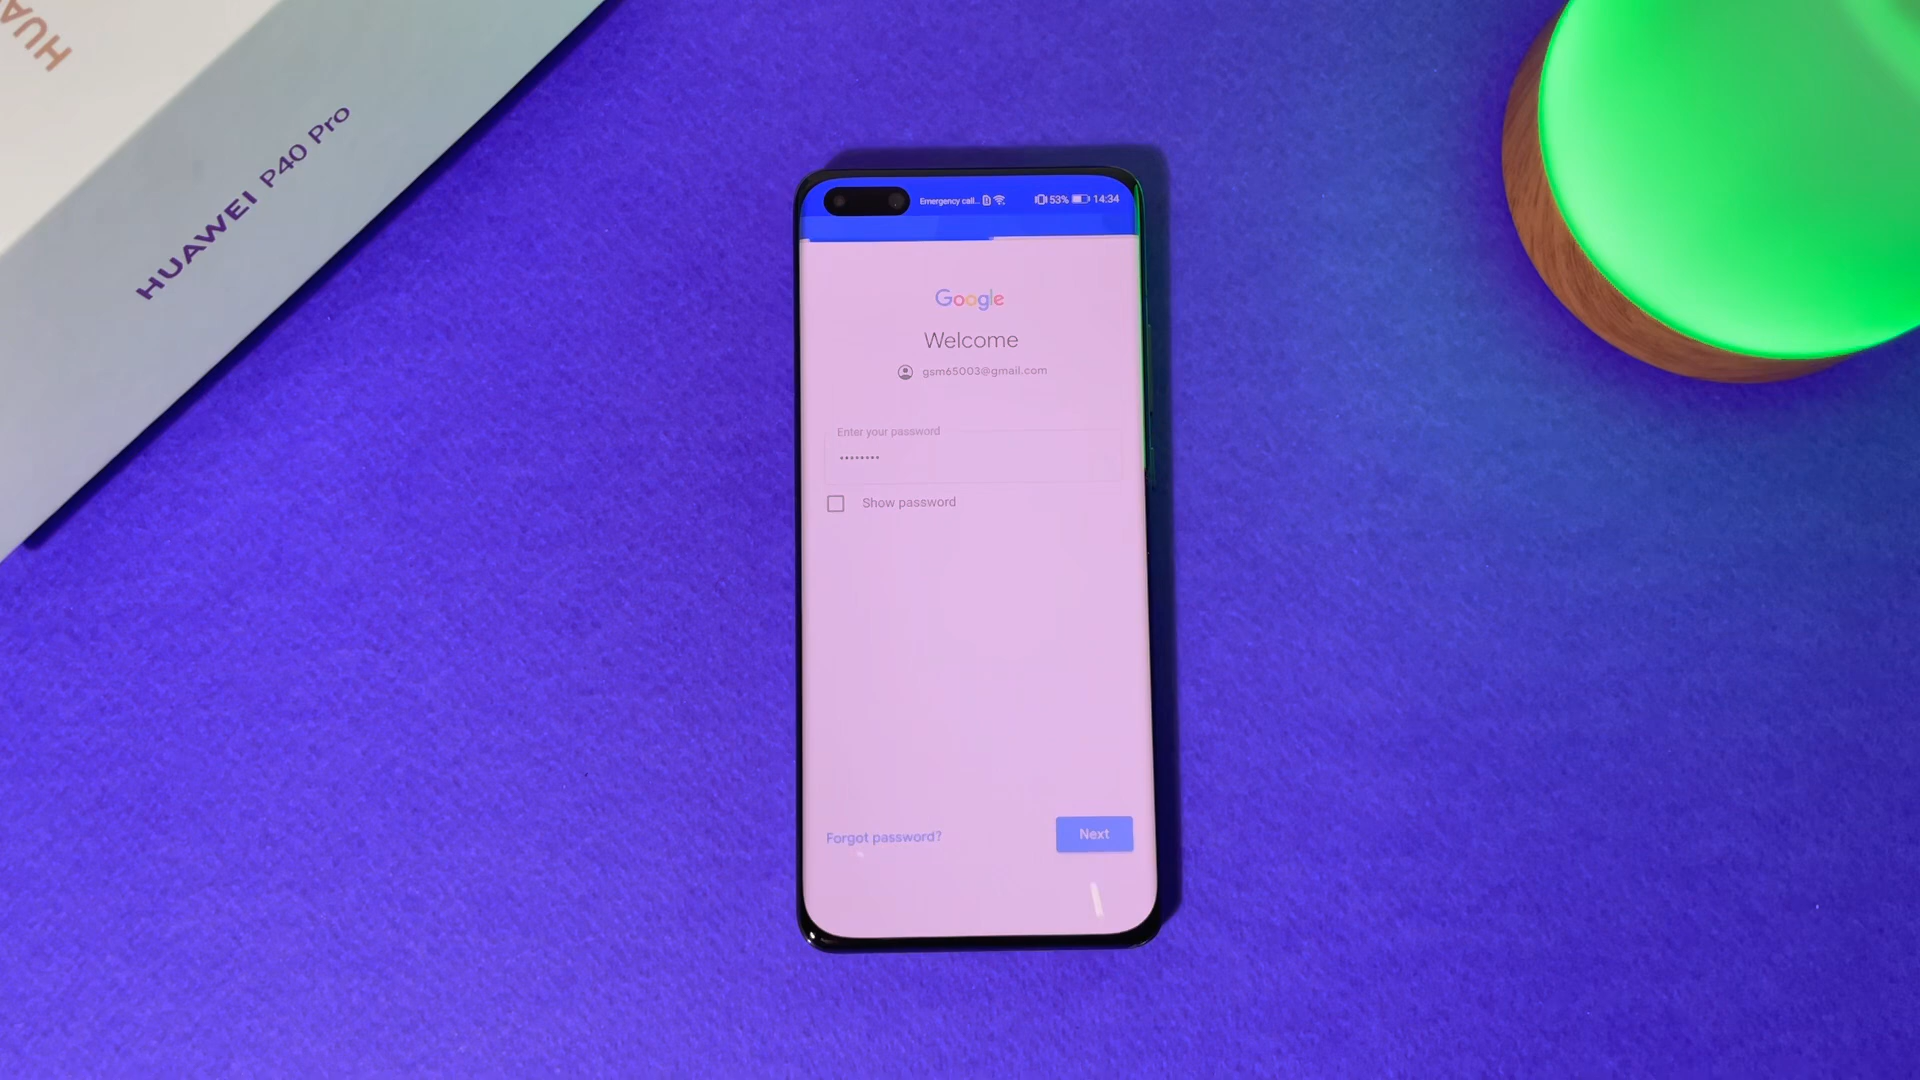 HUA
HUAWEI P40 Pro
Emergency call... 53% 14:34
Google
Welcome
gsm65003@gmail.com
Enter your password
••••••••
Show password
Forgot password?
Next